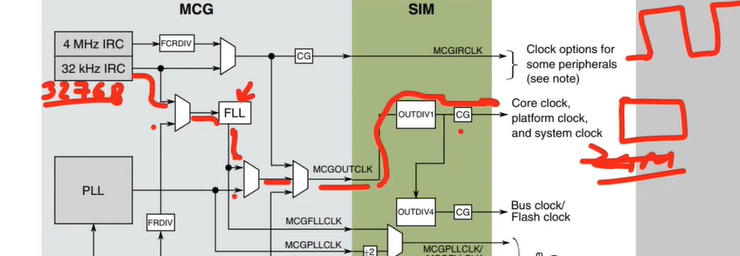 MCG
SIM
4 MHz IRC
FCRDIV
CG
MCGIRCLK
Clock options for
some peripherals
(see note)
32 kHz IRC
32768
FLL
OUTDIV1
CG
Core clock,
platform clock,
and system clock
MCGOUTCLK
24M
PLL
FRDIV
OUTDIV4
CG
Bus clock/
Flash clock
MCGFLLCLK
MCGPLLCLK
÷2
MCGPLLCLK/